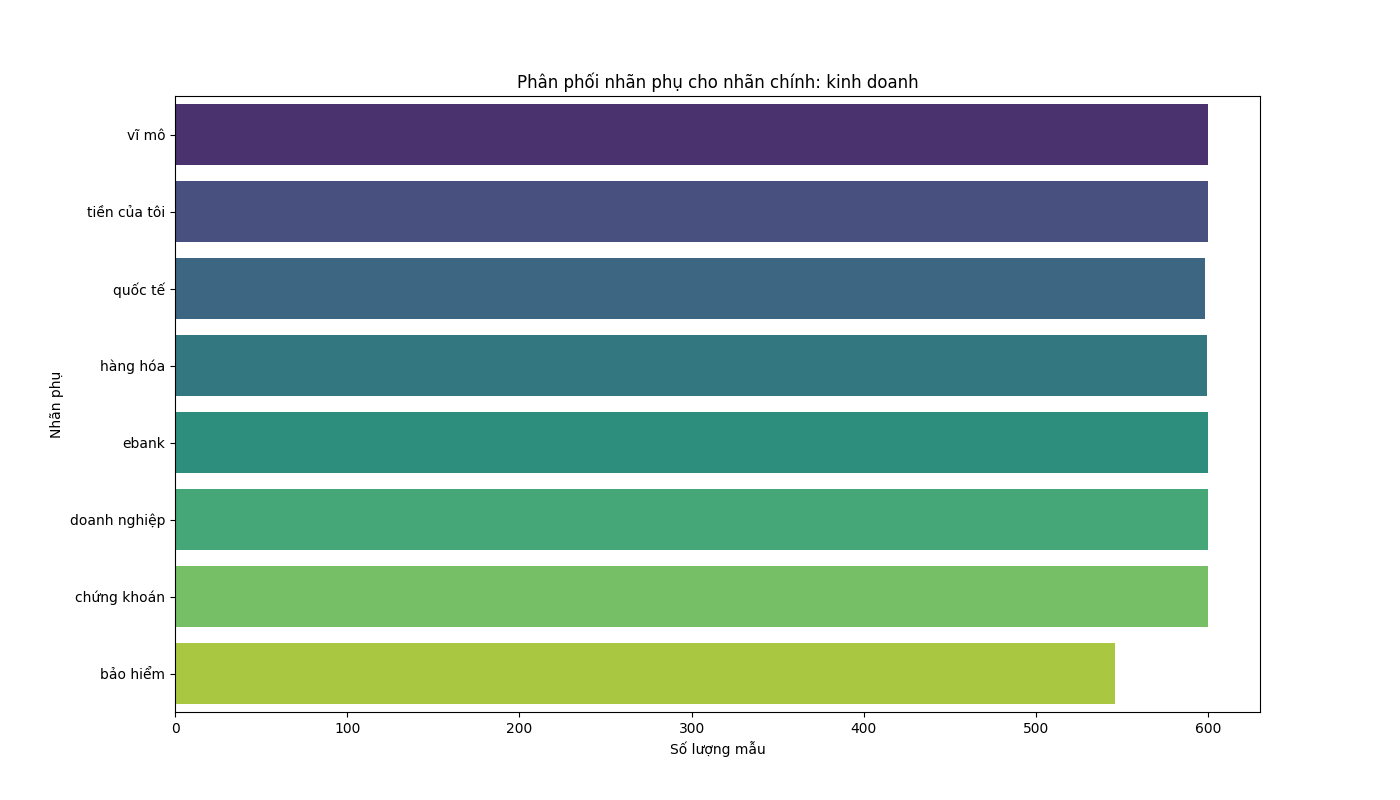 Phân phối nhãn phụ cho nhãn chính: kinh doanh
vĩ mô
tiền của tôi
quốc tế
hàng hóa
ebank
doanh nghiệp
chứng khoán
bảo hiểm
Nhãn phụ
0 100 200 300 400 500 600
Số lượng mẫu